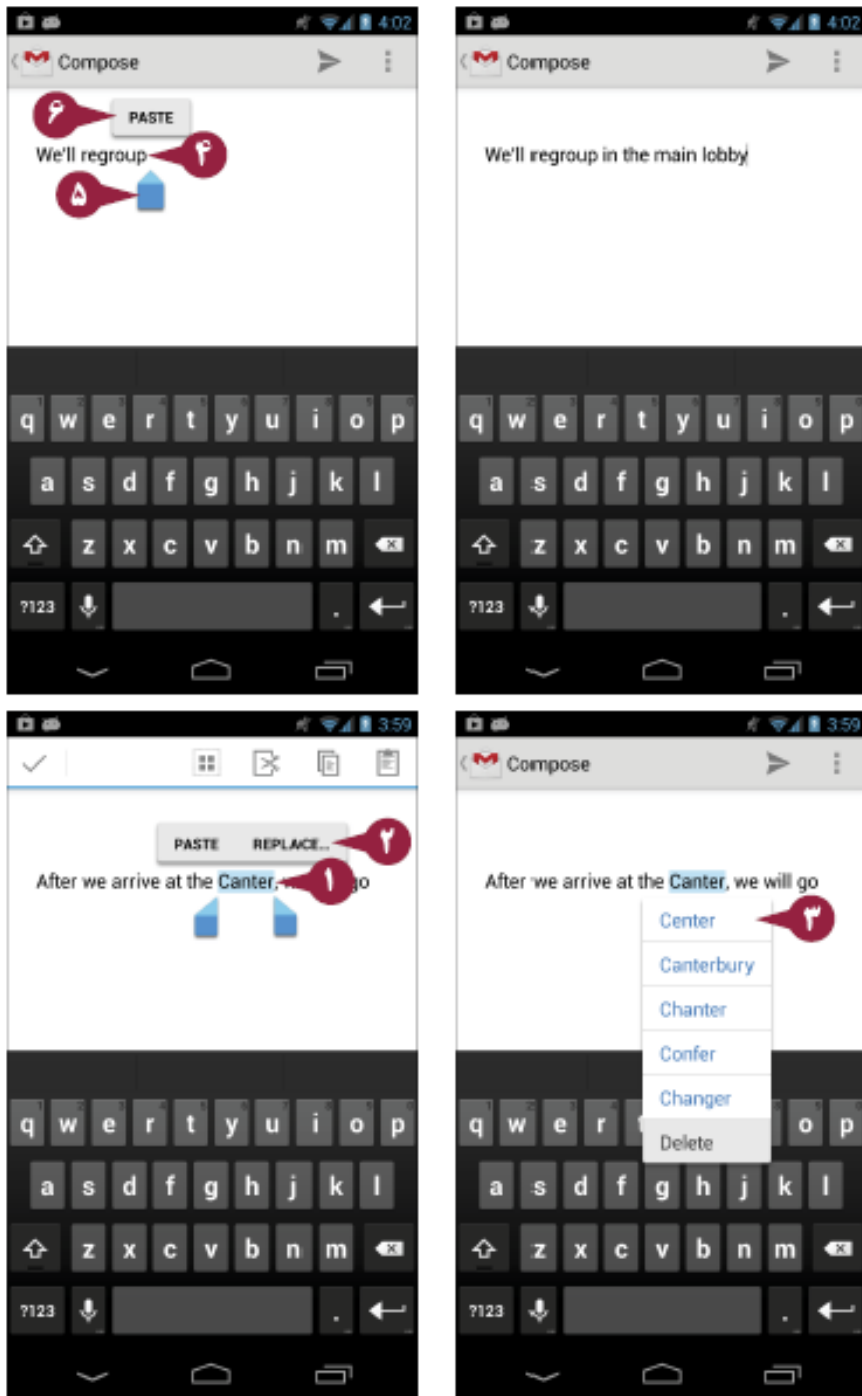 4:02
Compose
۶ PASTE
We'll regroup ۴
۵
q w e r t y u i o p
a s d f g h j k l
z x c v b n m
?123 .
4:02
Compose
We'll regroup in the main lobby
q w e r t y u i o p
a s d f g h j k l
z x c v b n m
?123 .
3:59
PASTE REPLACE... ۲
After we arrive at the Canter, ۱ go
q w e r t y u i o p
a s d f g h j k l
z x c v b n m
?123 .
3:59
Compose
After we arrive at the Canter, we will go
Center ۳
Canterbury
Chanter
Confer
Changer
Delete
q w e r t o p
a s d f g h j k l
z x c v b n m
?123 .